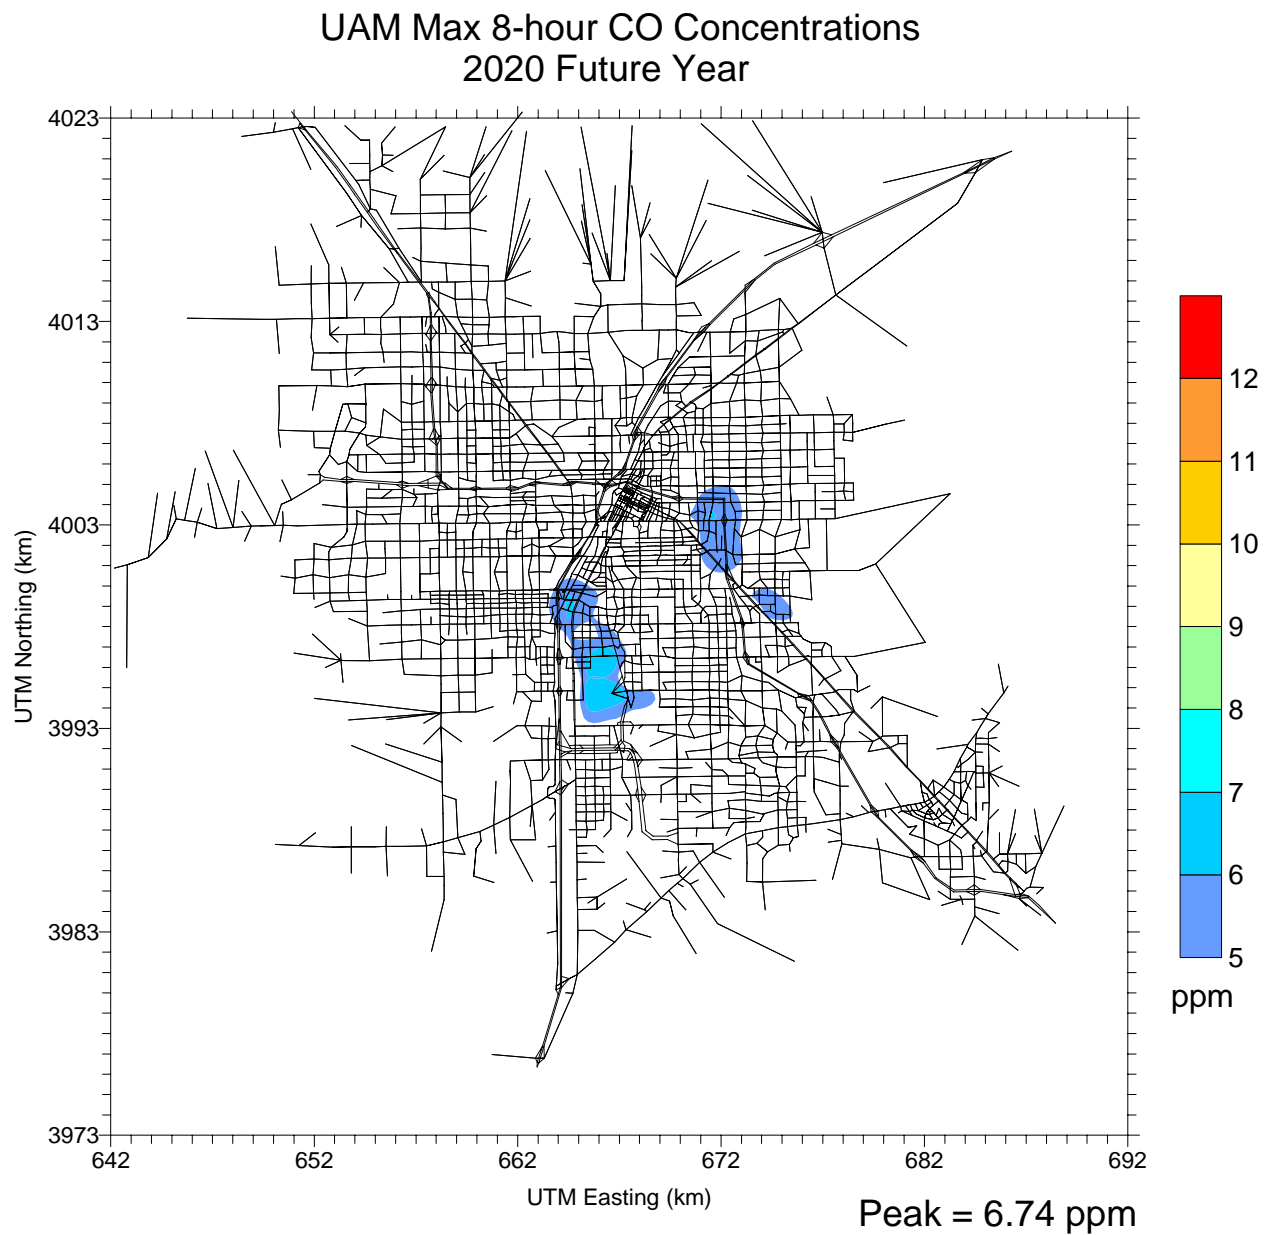 UAM Max 8-hour CO Concentrations
2020 Future Year
4023
4013
4003
3993
3983
3973
UTM Northing (km)
642 652 662 672 682 692
UTM Easting (km)
12
11
10
9
8
7
6
5
ppm
Peak = 6.74 ppm